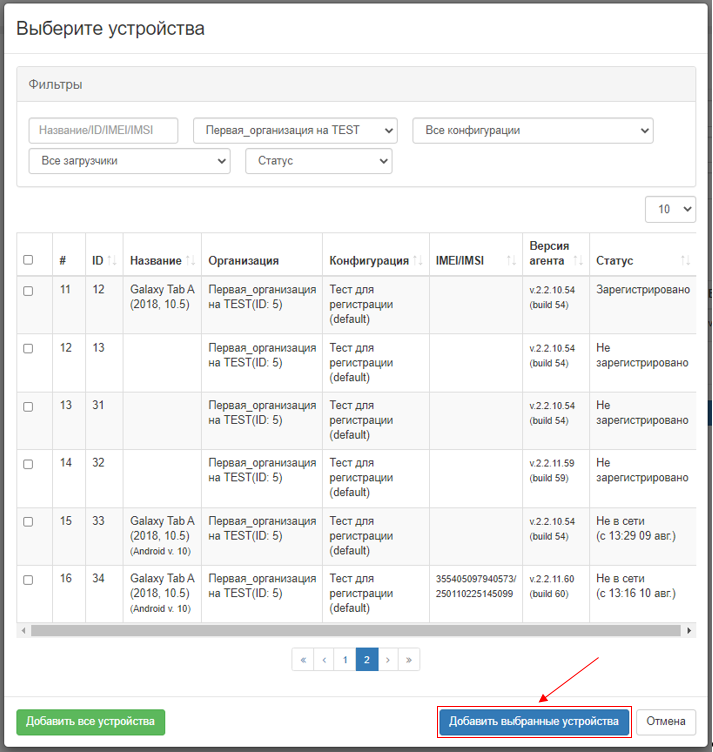 Выберите устройства
Фильтры
Название/ID/IMEI/IMSI Первая_организация на TEST Все конфигурации
Все загрузчики Статус
10
# ID Название Организация Конфигурация IMEI/IMSI Версия агента Статус
11 12 Galaxy Tab A Первая_организация Тест для v.2.2.10.54 Зарегистрировано
(2018, 10.5) на TEST(ID: 5) регистрации (build 54)
(default)
12 13 Первая_организация Тест для v.2.2.10.54 Не
на TEST(ID: 5) регистрации (build 54) зарегистрировано
(default)
13 31 Первая_организация Тест для v.2.2.10.54 Не
на TEST(ID: 5) регистрации (build 54) зарегистрировано
(default)
14 32 Первая_организация Тест для v.2.2.11.59 Не
на TEST(ID: 5) регистрации (build 59) зарегистрировано
(default)
15 33 Galaxy Tab A Первая_организация Тест для v.2.2.10.54 Не в сети
(2018, 10.5) на TEST(ID: 5) регистрации (build 54) (с 13:29 09 авг.)
(Android v. 10) (default)
16 34 Galaxy Tab A Первая_организация Тест для 355405097940573/ v.2.2.11.60 Не в сети
(2018, 10.5) на TEST(ID: 5) регистрации 250110225145099 (build 60) (с 13:16 10 авг.)
(Android v. 10) (default)
« ‹ 1 2 › »
Добавить все устройства Добавить выбранные устройства Отмена